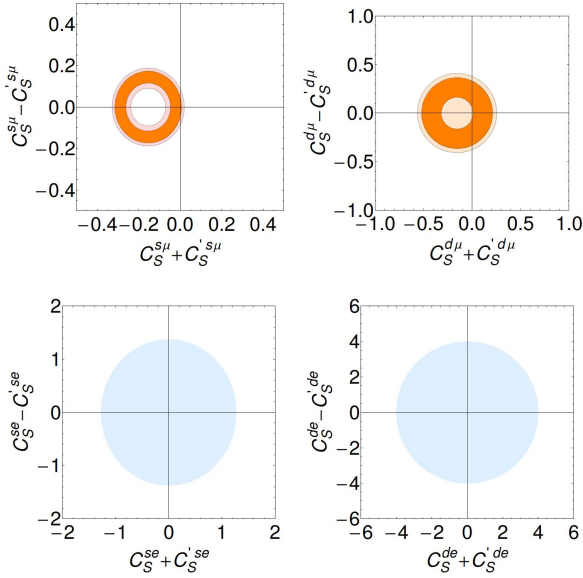 0.4
0.2
0.0
−0.2
−0.4
C_S^{sμ} − C_S^{'sμ}
−0.4 −0.2 0.0 0.2 0.4
C_S^{sμ} + C_S^{'sμ}
1.0
0.5
0.0
−0.5
−1.0
C_S^{dμ} − C_S^{'dμ}
−1.0 −0.5 0.0 0.5 1.0
C_S^{dμ} + C_S^{'dμ}
2
1
0
−1
−2
C_S^{se} − C_S^{'se}
−2 −1 0 1 2
C_S^{se} + C_S^{'se}
6
4
2
0
−2
−4
−6
C_S^{de} − C_S^{'de}
−6 −4 −2 0 2 4 6
C_S^{de} + C_S^{'de}